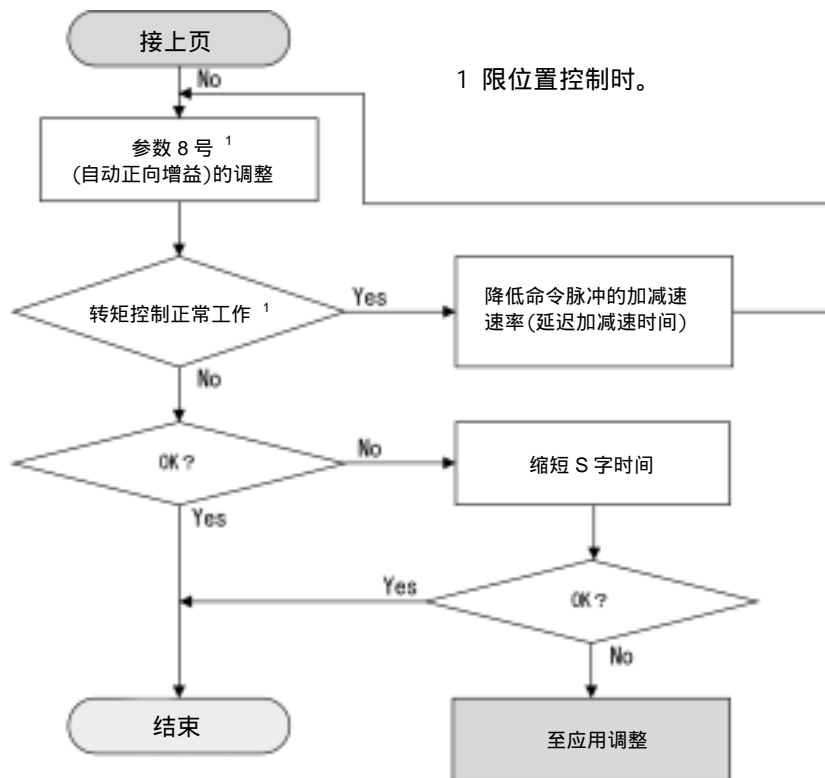 接上页
No
1 限位置控制时。
参数 8 号 1
(自动正向增益)的调整
转矩控制正常工作 1
Yes
降低命令脉冲的加减速
速率(延迟加减速时间)
No
OK?
No
缩短 S 字时间
Yes
Yes
OK?
No
结束
至应用调整